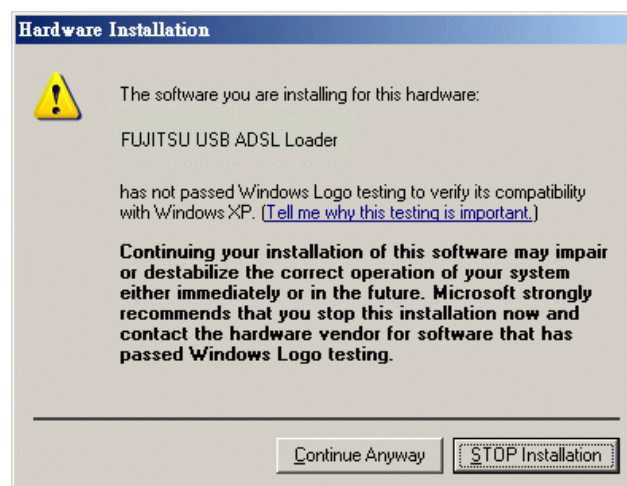 Hardware Installation
The software you are installing for this hardware:
FUJITSU USB ADSL Loader
has not passed Windows Logo testing to verify its compatibility
with Windows XP. (Tell me why this testing is important.)
Continuing your installation of this software may impair
or destabilize the correct operation of your system
either immediately or in the future. Microsoft strongly
recommends that you stop this installation now and
contact the hardware vendor for software that has
passed Windows Logo testing.
Continue Anyway
STOP Installation